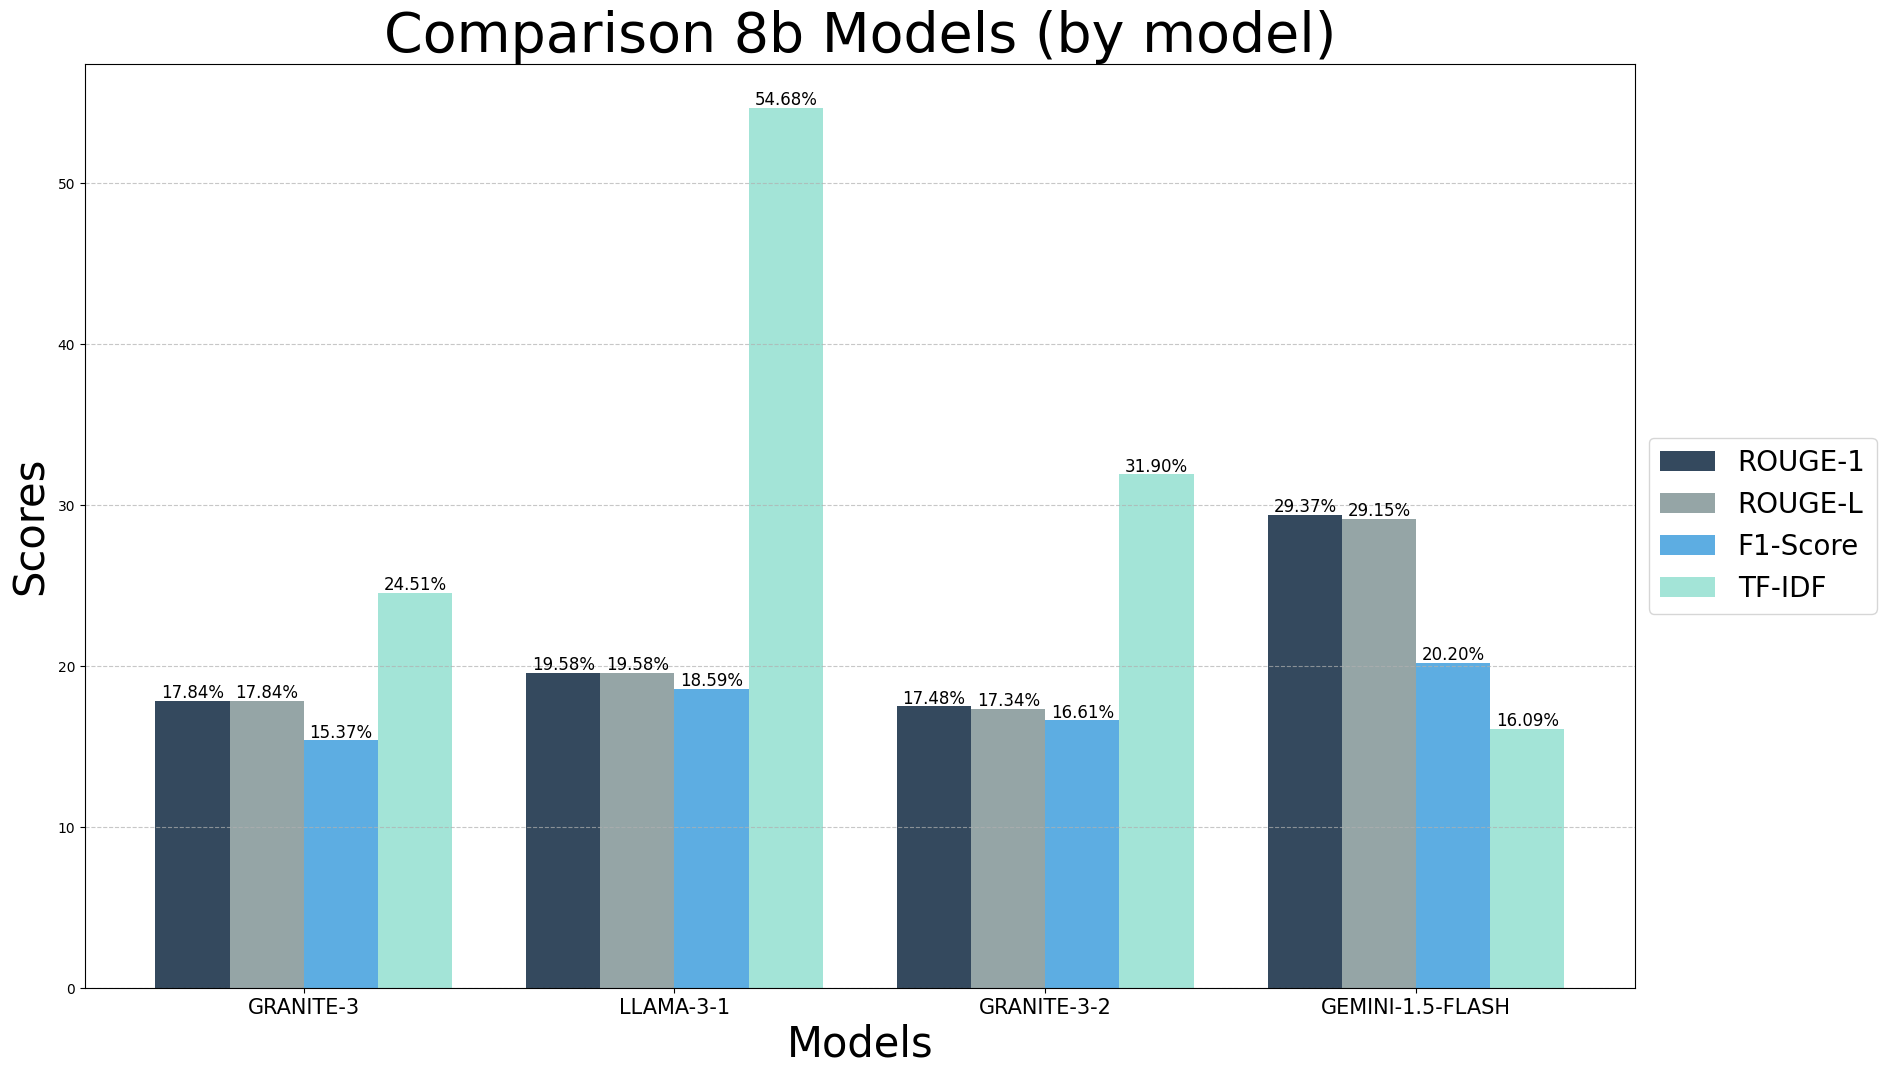 Comparison 8b Models (by model)
Scores
50
40
30
20
10
0
17.84%
17.84%
15.37%
24.51%
19.58%
19.58%
18.59%
54.68%
17.48%
17.34%
16.61%
31.90%
29.37%
29.15%
20.20%
16.09%
GRANITE-3
LLAMA-3-1
GRANITE-3-2
GEMINI-1.5-FLASH
Models
ROUGE-1
ROUGE-L
F1-Score
TF-IDF